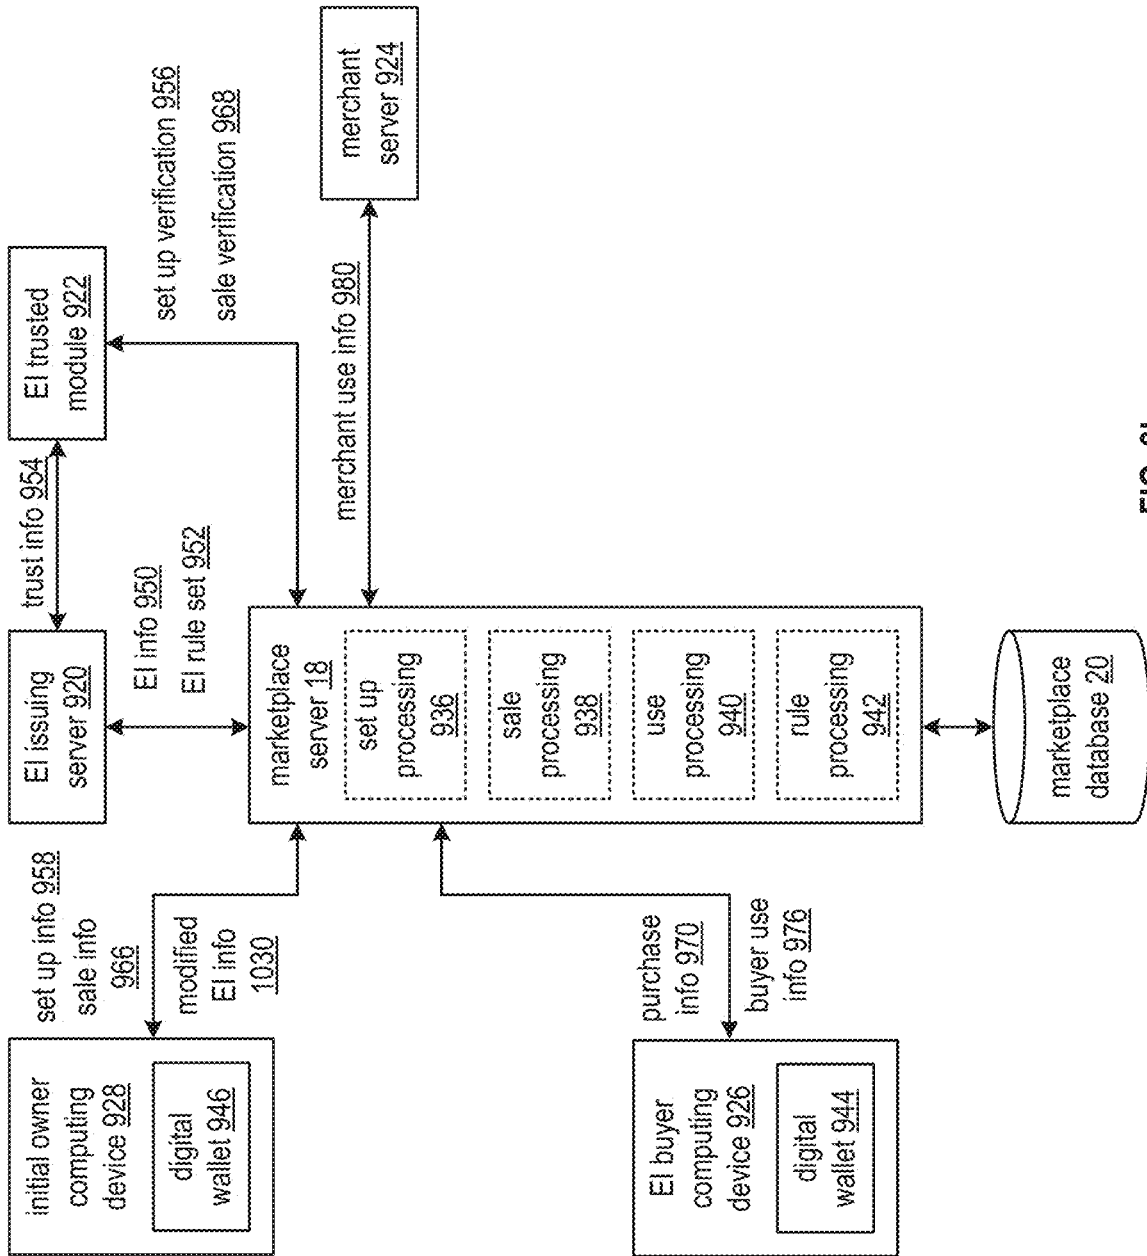 initial owner
computing
device 928
digital
wallet 946
set up info 958
sale info
966
modified
EI info
1030
EI buyer
computing
device 926
digital
wallet 944
purchase
info 970
buyer use
info 976
EI issuing
server 920
trust info 954
EI info 950
EI rule set 952
marketplace
server 18
set up
processing
936
sale
processing
938
use
processing
940
rule
processing
942
marketplace
database 20
EI trusted
module 922
set up verification 956
sale verification 968
merchant use info 980
merchant
server 924
FIG.